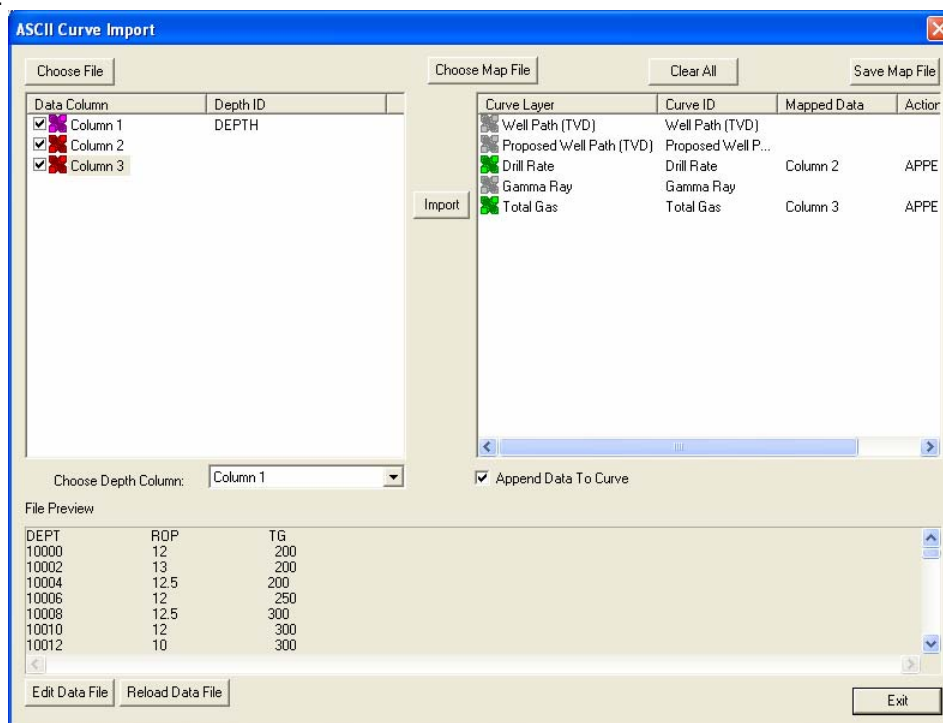 ASCII Curve Import
Choose File Choose Map File Clear All Save Map File
Data Column Depth ID
Column 1 DEPTH
Column 2
Column 3
Import
Curve Layer Curve ID Mapped Data Action
Well Path (TVD) Well Path (TVD)
Proposed Well Path (TVD) Proposed Well P...
Drill Rate Drill Rate Column 2 APPE
Gamma Ray Gamma Ray
Total Gas Total Gas Column 3 APPE
Choose Depth Column: Column 1
Append Data To Curve
File Preview
DEPT ROP TG
10000 12 200
10002 13 200
10004 12.5 200
10006 12 250
10008 12.5 300
10010 12 300
10012 10 300
Edit Data File Reload Data File Exit